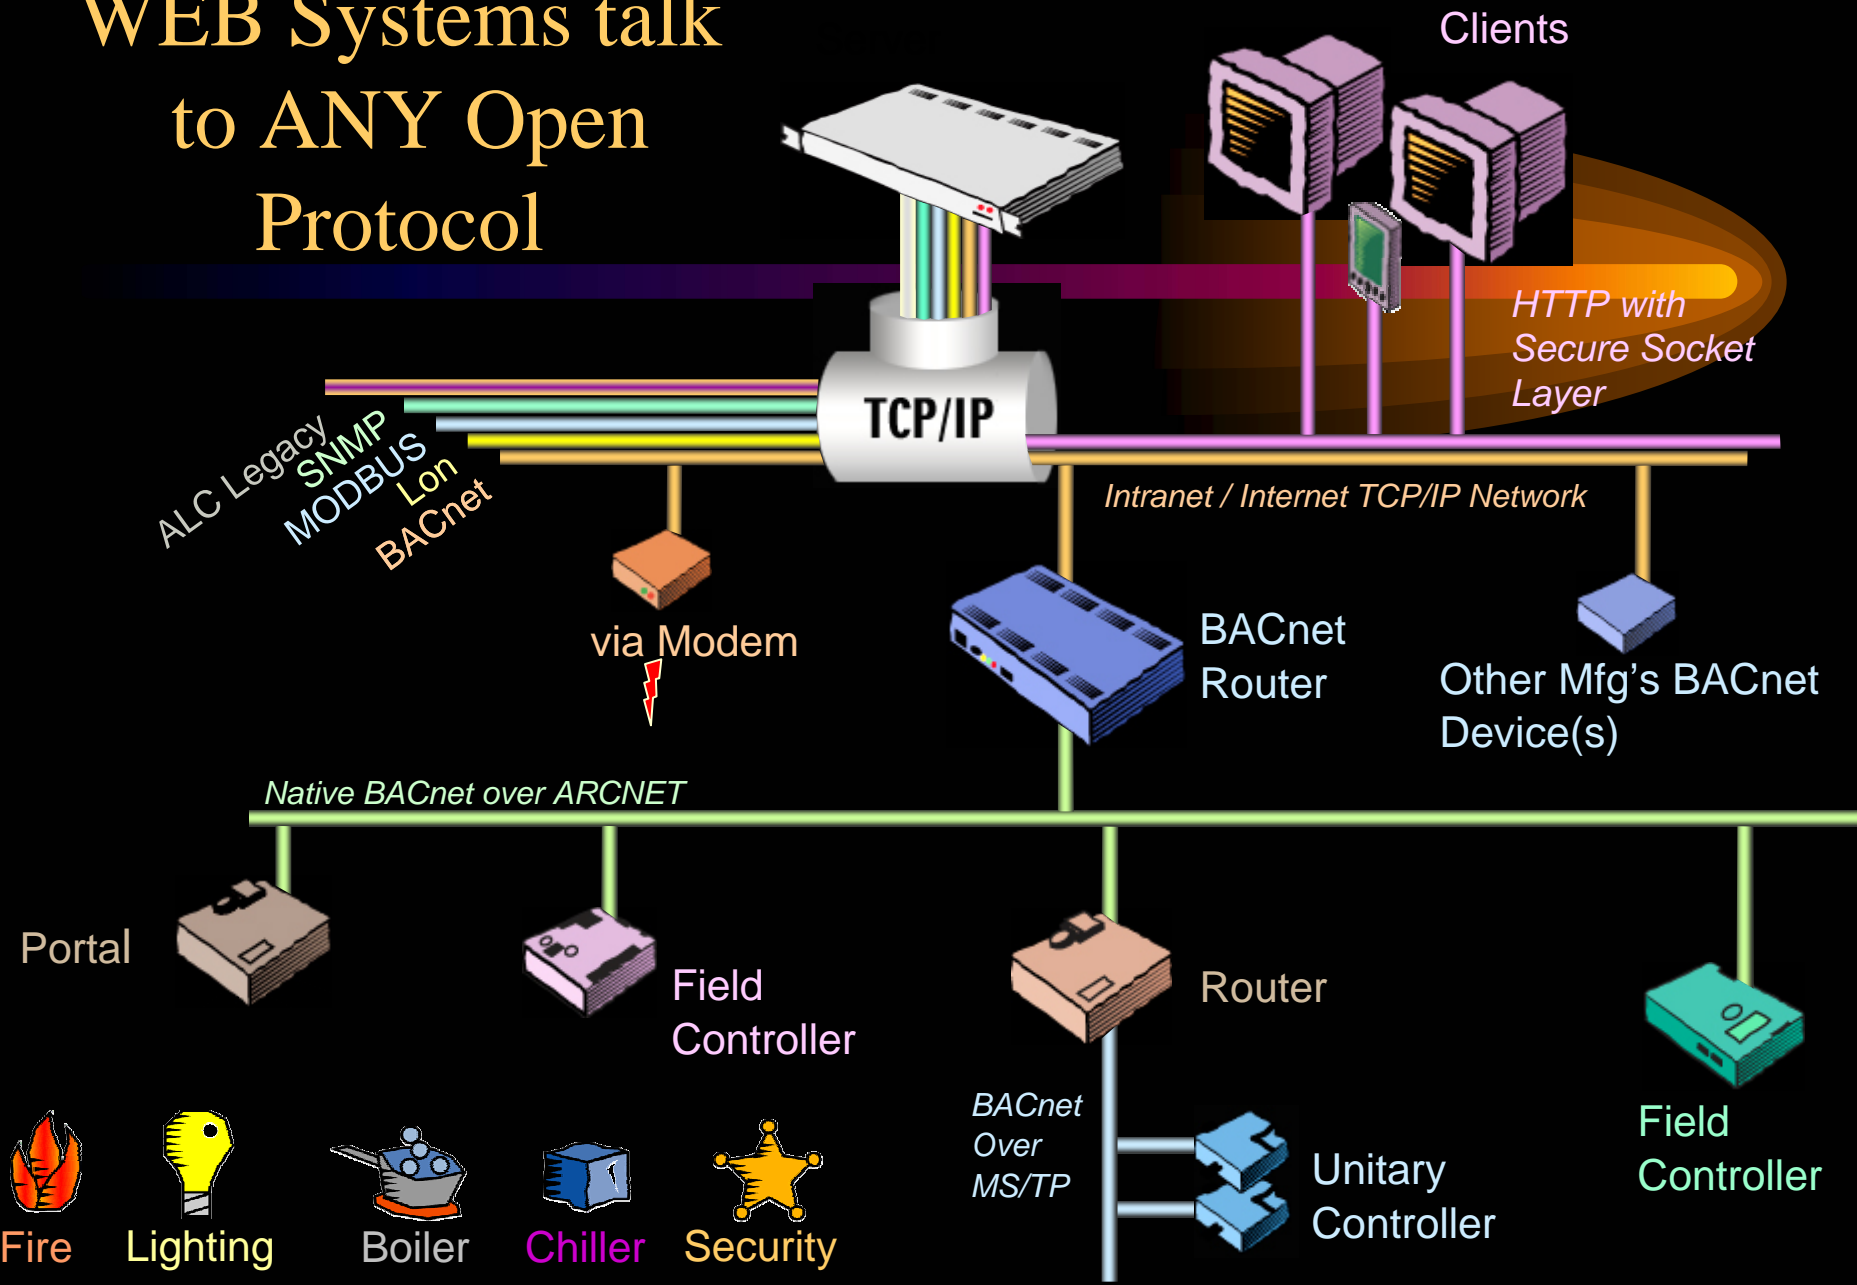 WEB Systems talk
to ANY Open
Protocol
Clients
HTTP with
Secure Socket
Layer
TCP/IP
ALC Legacy
SNMP
MODBUS
Lon
BACnet
Intranet / Internet TCP/IP Network
via Modem
BACnet
Router
Other Mfg's BACnet
Device(s)
Native BACnet over ARCNET
Portal
Field
Controller
Router
Field
Controller
BACnet
Over
MS/TP
Unitary
Controller
Fire
Lighting
Boiler
Chiller
Security